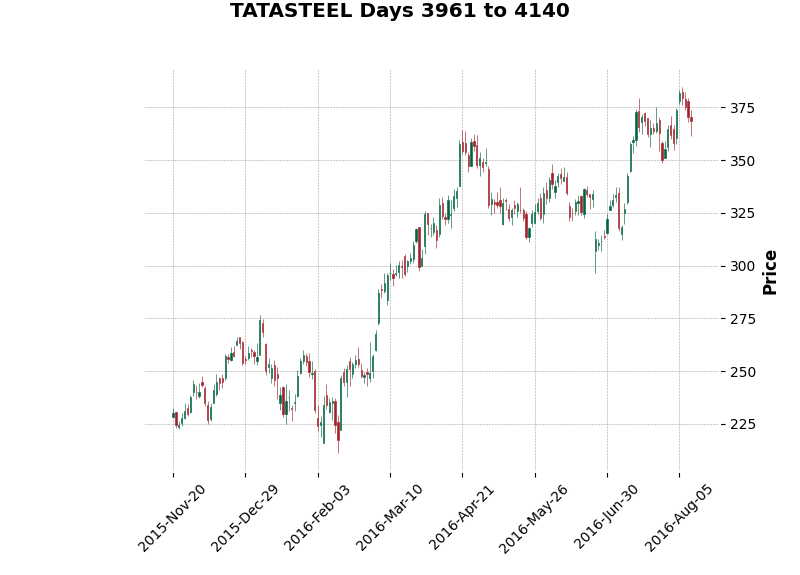 TATASTEEL Days 3961 to 4140
375
350
325
300
275
250
225
Price
2015-Nov-20
2015-Dec-29
2016-Feb-03
2016-Mar-10
2016-Apr-21
2016-May-26
2016-Jun-30
2016-Aug-05